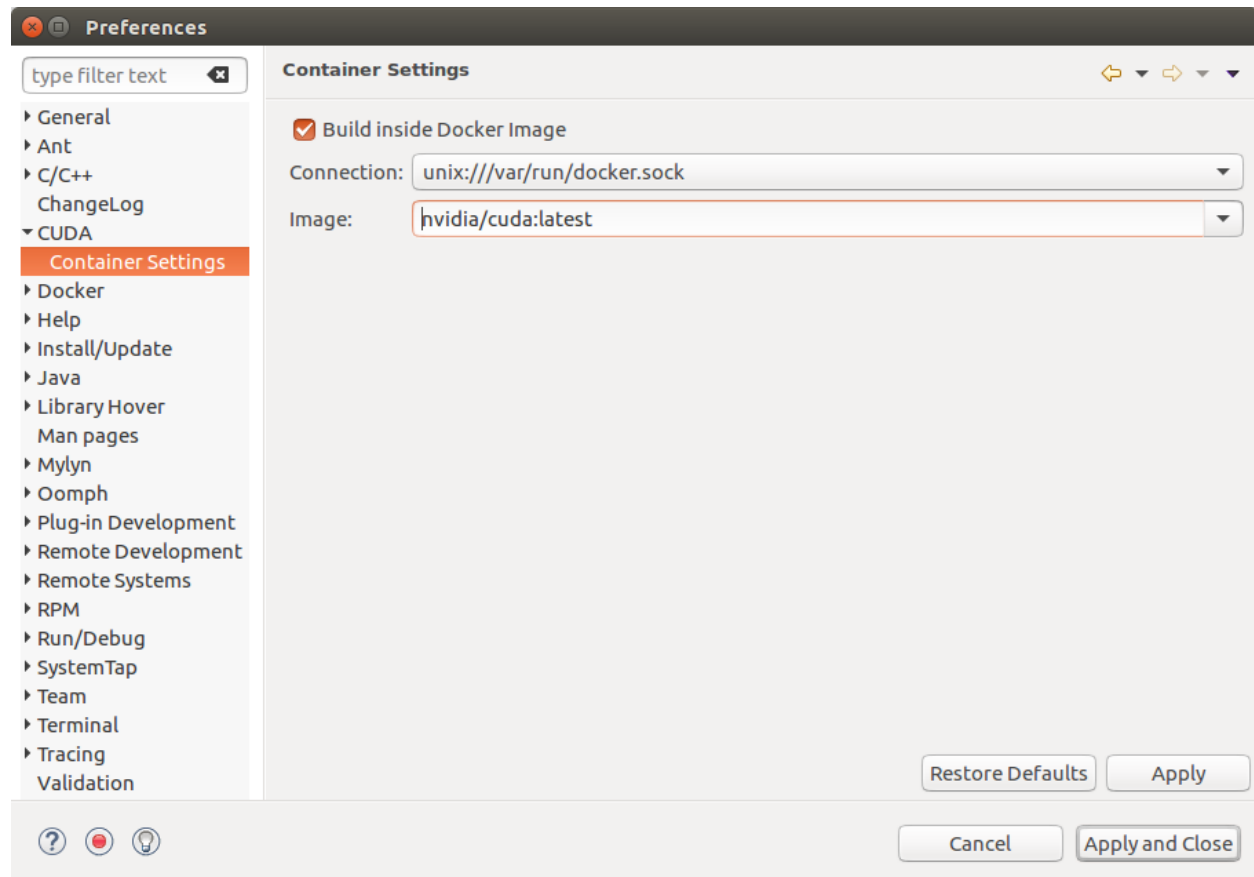 Preferences
type filter text
General
Ant
C/C++
ChangeLog
CUDA
Container Settings
Docker
Help
Install/Update
Java
Library Hover
Man pages
Mylyn
Oomph
Plug-in Development
Remote Development
Remote Systems
RPM
Run/Debug
SystemTap
Team
Terminal
Tracing
Validation
Container Settings
Build inside Docker Image
Connection: unix:///var/run/docker.sock
Image: nvidia/cuda:latest
Restore Defaults Apply
? Cancel Apply and Close